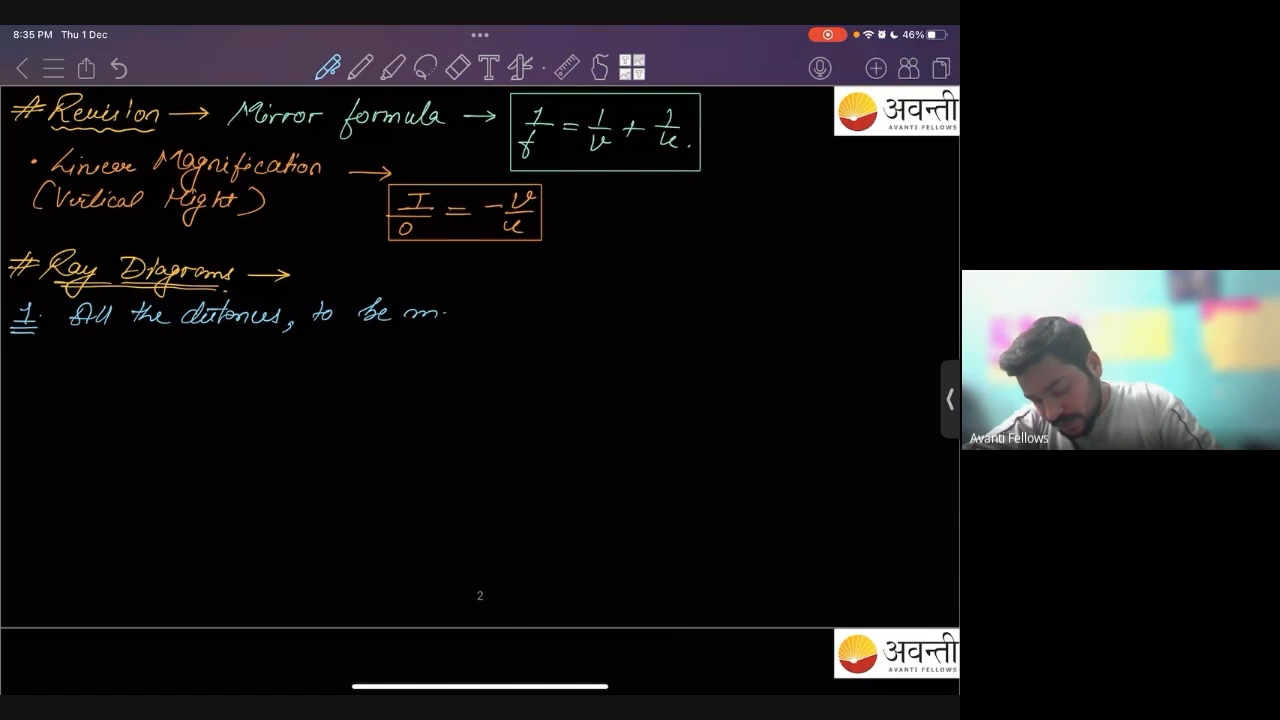 8:35 PM Thu 1 Dec
46%
# Revision → Mirror formula → 1/f = 1/v + 1/u.
अवन्ती
AVANTI FELLOWS
• Linear Magnification →
(Vertical Hight)
I/O = -v/u
# Ray Diagrams →
1. All the distances, to be m.
Avanti Fellows
2
अवन्ती
AVANTI FELLOWS